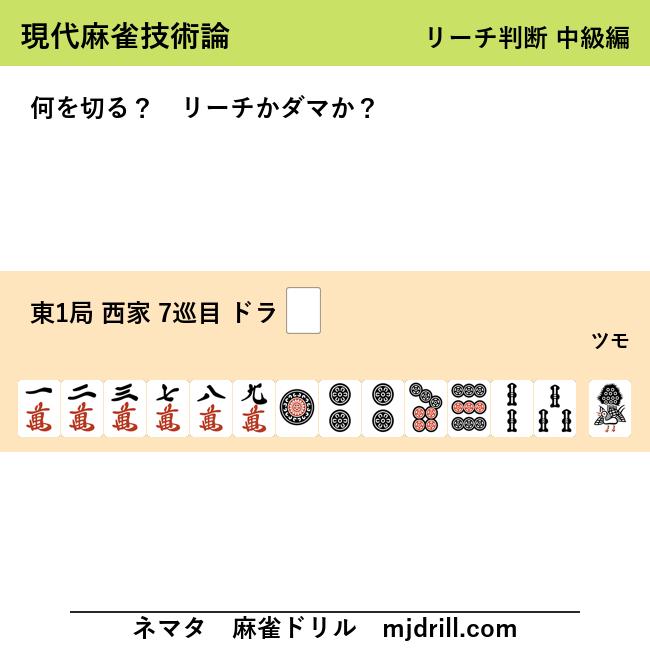 現代麻雀技術論 リーチ判断 中級編
何を切る？ リーチかダマか？
東1局 西家 7巡目 ドラ
ツモ
一萬 二萬 三萬 七萬 八萬 九萬
ネマタ 麻雀ドリル mjdrill.com